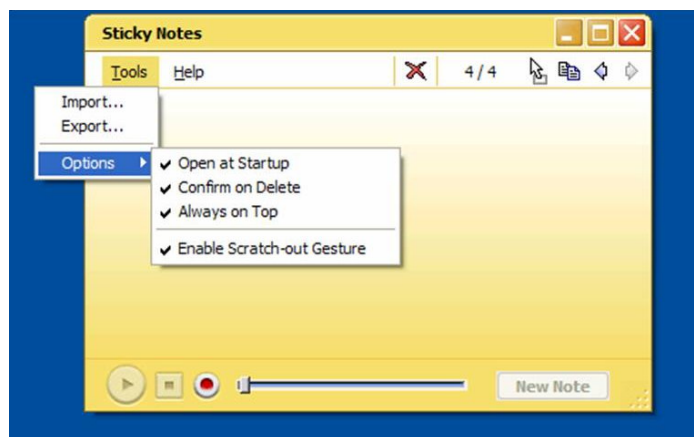 Sticky Notes
Tools Help 4/4
Import...
Export...
Options
Open at Startup
Confirm on Delete
Always on Top
Enable Scratch-out Gesture
New Note